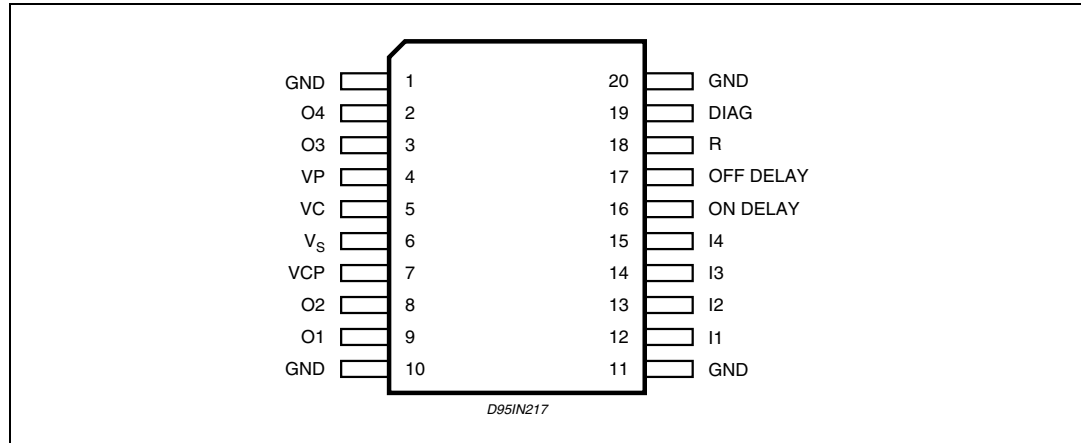 GND 1 20 GND
O4 2 19 DIAG
O3 3 18 R
VP 4 17 OFF DELAY
VC 5 16 ON DELAY
VS 6 15 I4
VCP 7 14 I3
O2 8 13 I2
O1 9 12 I1
GND 10 11 GND
D95IN217